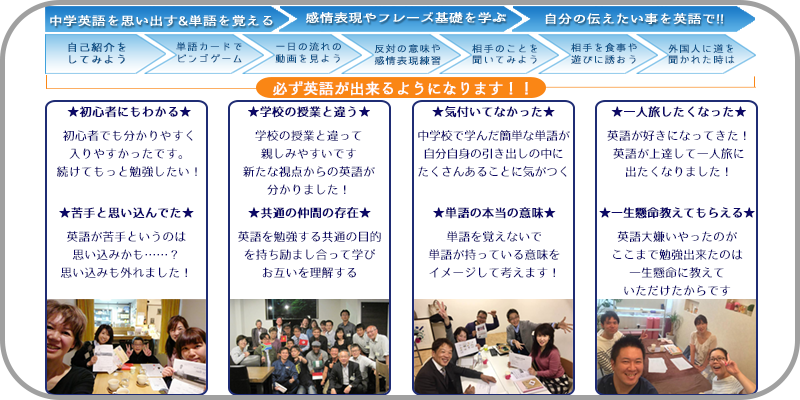 中学英語を思い出す&単語を覚える
感情表現やフレーズ基礎を学ぶ
自分の伝えたい事を英語で!!
自己紹介を
してみよう
単語カードで
ビンゴゲーム
一日の流れの
動画を見よう
反対の意味や
感情表現練習
相手のことを
聞いてみよう
相手を食事や
遊びに誘おう
外国人に道を
聞かれた時は
必ず英語が出来るようになります！！
★初心者にもわかる★
初心者でも分かりやすく
入りやすかったです。
続けてもっと勉強したい！
★苦手と思い込んでた★
英語が苦手というのは
思い込みかも……？
思い込みも外れました！
★学校の授業と違う★
学校の授業と違って
親しみやすいです
新たな視点からの英語が
分かりました！
★共通の仲間の存在★
英語を勉強する共通の目的
を持ち励まし合って学び
お互いを理解する
★気付いてなかった★
中学校で学んだ簡単な単語が
自分自身の引き出しの中に
たくさんあることに気がつく
★単語の本当の意味★
単語を覚えないで
単語が持っている意味を
イメージして考えます！
★一人旅したくなった★
英語が好きになってきた！
英語が上達して一人旅に
出たくなりました！
★一生懸命教えてもらえる★
英語大嫌いやったのが
ここまで勉強出来たのは
一生懸命に教えて
いただけたからです